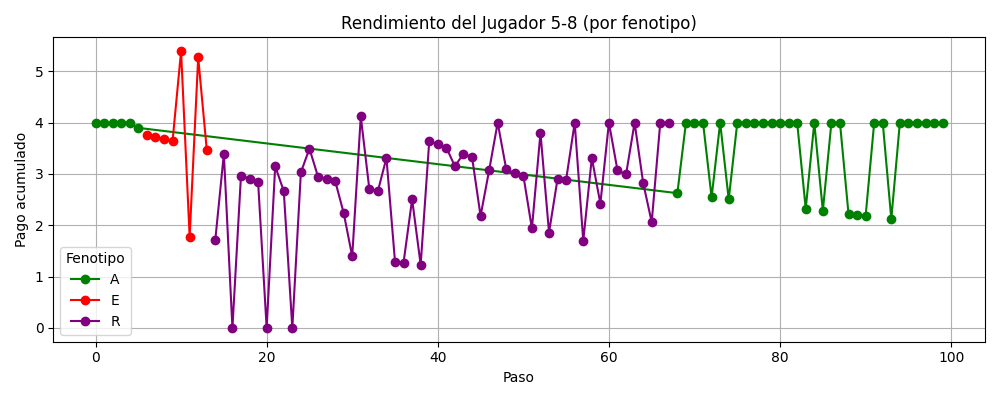 Rendimiento del Jugador 5-8 (por fenotipo)
Pago acumulado
5
4
3
2
1
0
Fenotipo
A
E
R
0 20 40 60 80 100
Paso